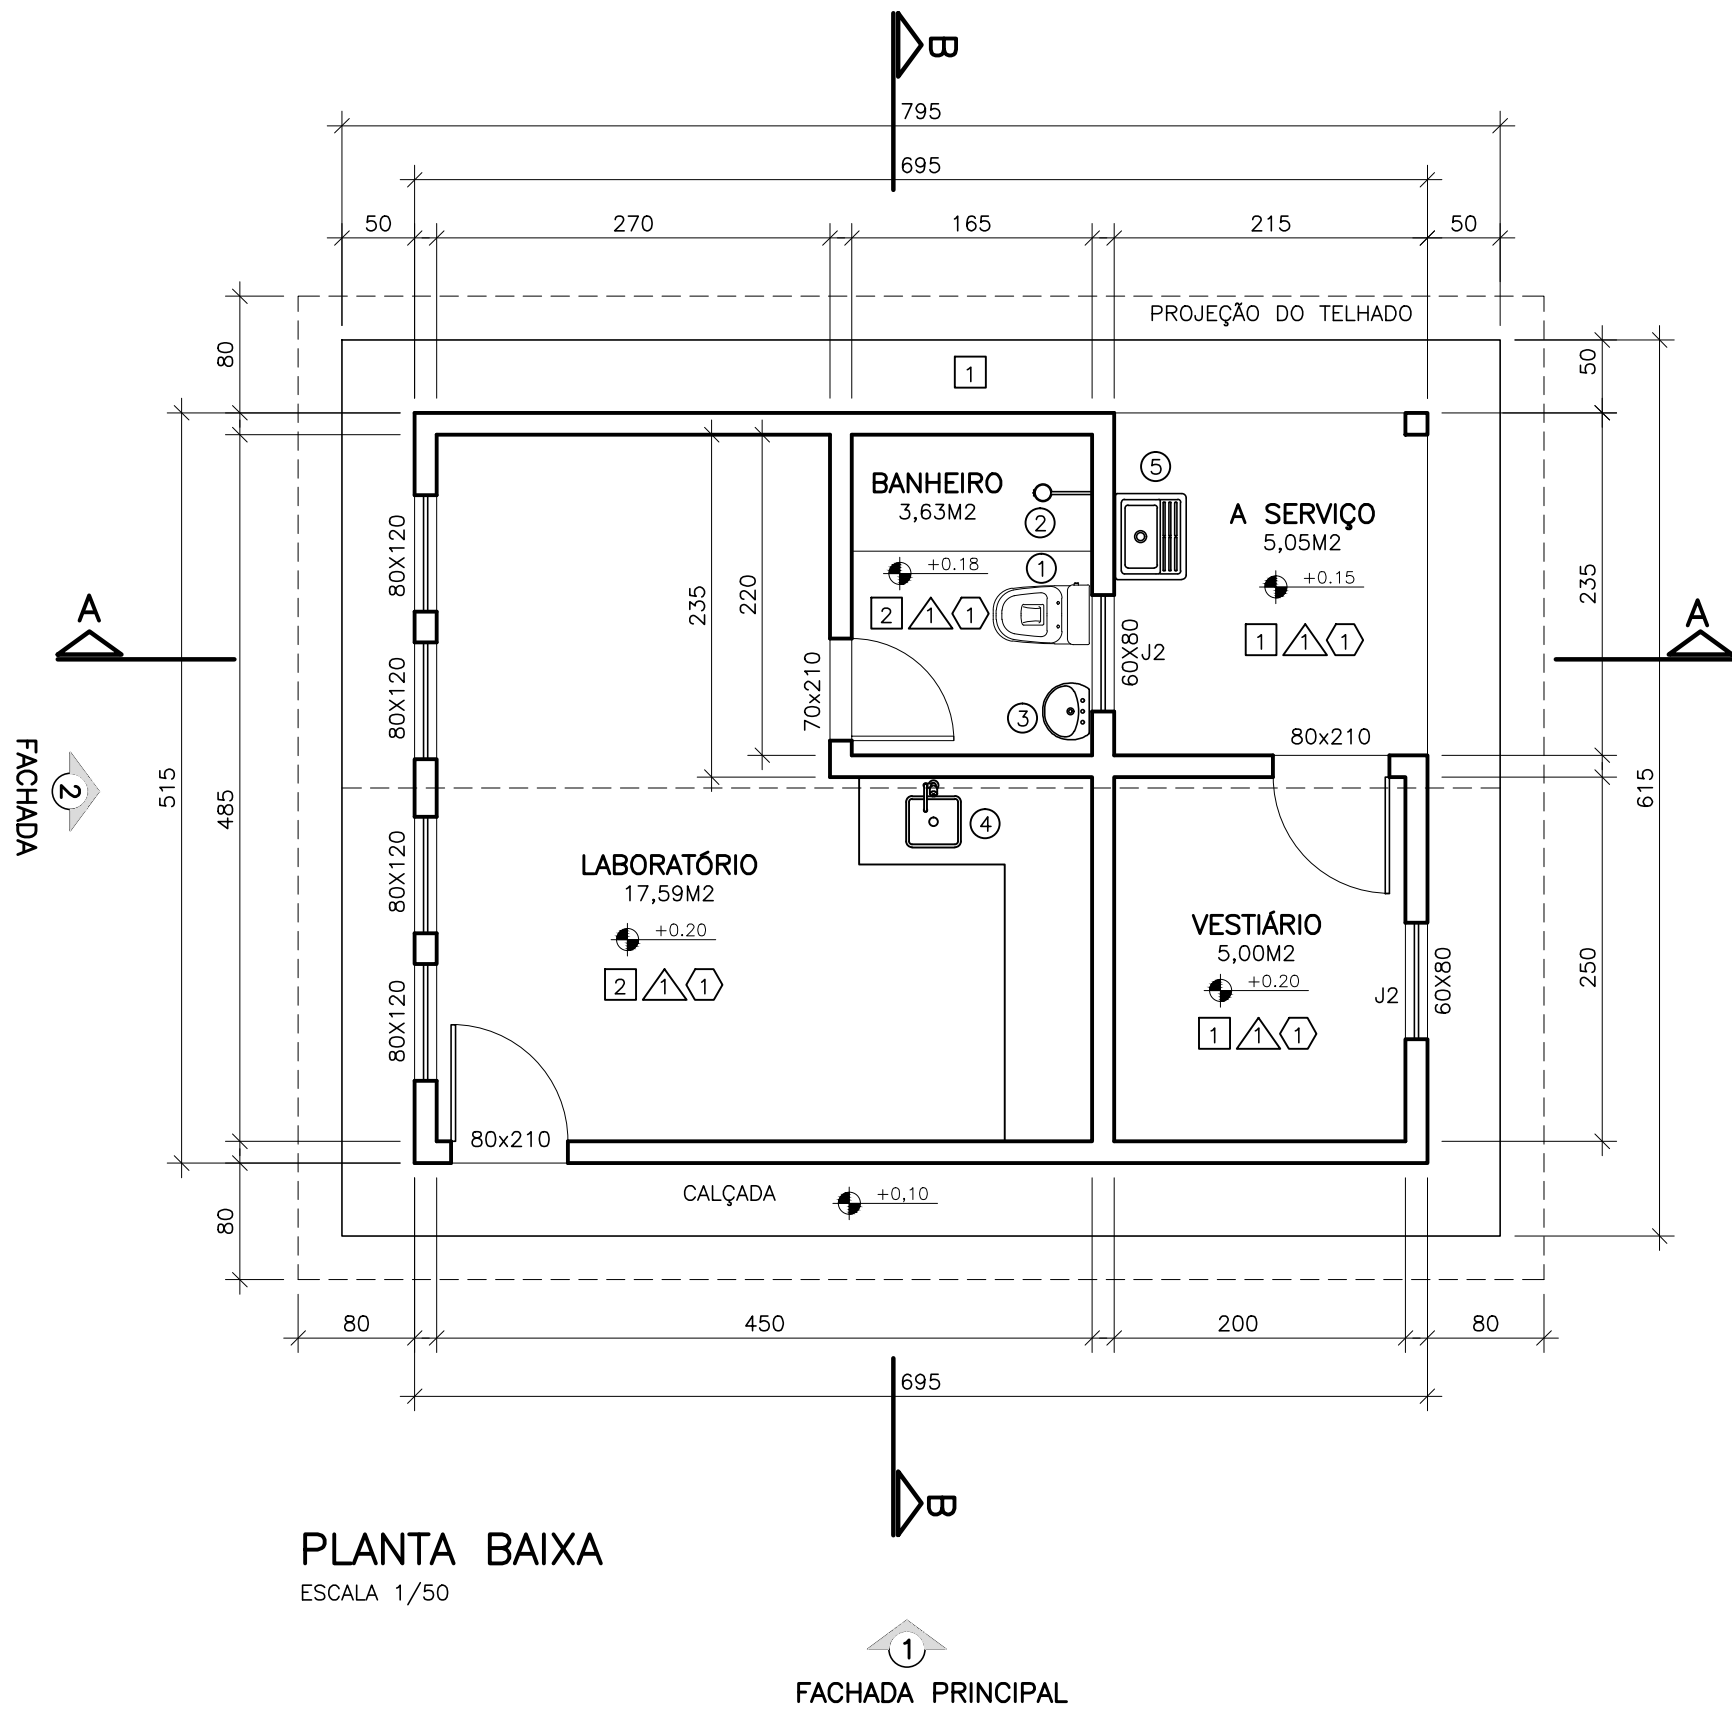 B
795
695
50 270 165 215 50
PROJEÇÃO DO TELHADO
80
50
1
BANHEIRO
3,63M2
2
5
A SERVIÇO
5,05M2
80X120
+0.18
1
+0.15
235
220
235
2 1 1
1 1 1
A
A
80X120
70x210
60X80
J2
3
80x210
FACHADA
2
515
485
615
4
80X120
LABORATÓRIO
17,59M2
+0.20
2 1 1
VESTIÁRIO
5,00M2
+0.20
1 1 1
J2
60X80
250
80X120
80x210
CALÇADA
+0,10
80
80 450 200 80
695
B
PLANTA BAIXA
ESCALA 1/50
1
FACHADA PRINCIPAL